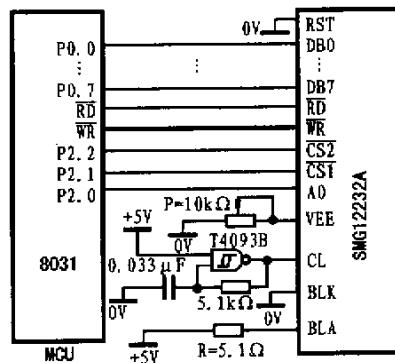 RST
0V
P0.0
DB0
⋮
⋮
P0.7
DB7
RD
RD
WR
WR
P2.2
CS2
P2.1
CS1
P2.0
A0
P=10kΩ
VEE
+5V
0V
T4093B
8031
0.033μF
CL
5.1kΩ
0V
BLK
0V
BLA
MCU
+5V
R=5.1Ω
SMG12232A